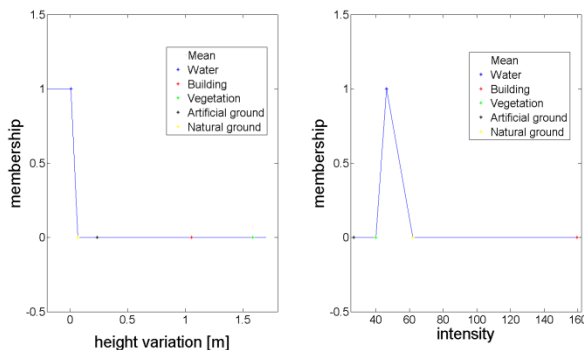 1.5
1
0.5
0
-0.5
membership
0
0.5
1
1.5
height variation [m]
Mean
Water
Building
Vegetation
Artificial ground
Natural ground
1.5
1
0.5
0
-0.5
membership
40
60
80
100
120
140
160
intensity
Mean
Water
Building
Vegetation
Artificial ground
Natural ground